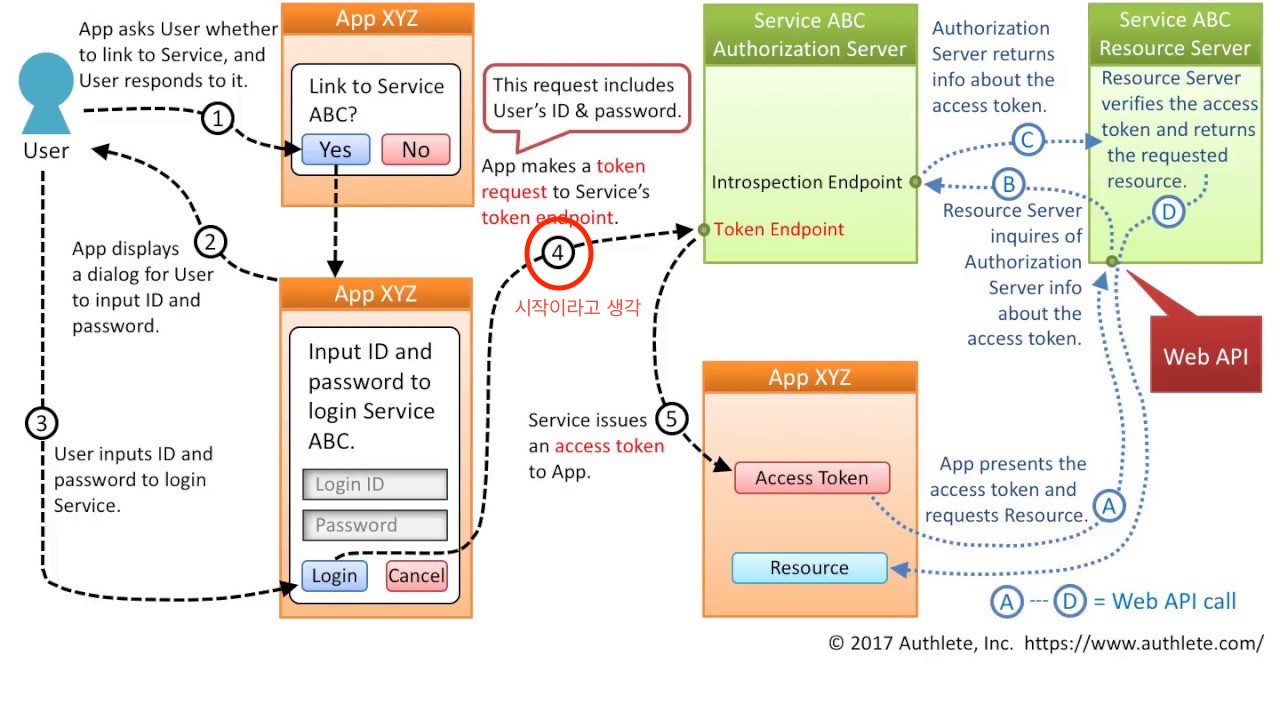 App asks User whether
to link to Service, and
User responds to it.
1
User
App XYZ
Link to Service
ABC?
Yes
No
2
App displays
a dialog for User
to input ID and
password.
3
User inputs ID and
password to login
Service.
App XYZ
Input ID and
password to
login Service
ABC.
Login ID
Password
Login
Cancel
This request includes
User's ID & password.
App makes a token
request to Service's
token endpoint.
4
시작이라고 생각
Service ABC
Authorization Server
Introspection Endpoint
Token Endpoint
5
Service issues
an access token
to App.
App XYZ
Access Token
Resource
Authorization
Server returns
info about the
access token.
C
B
Resource Server
inquires of
Authorization
Server info
about the
access token.
Service ABC
Resource Server
Resource Server
verifies the access
token and returns
the requested
resource.
D
Web API
App presents the
access token and
requests Resource.
A
A --- D = Web API call
© 2017 Authlete, Inc. https://www.authlete.com/